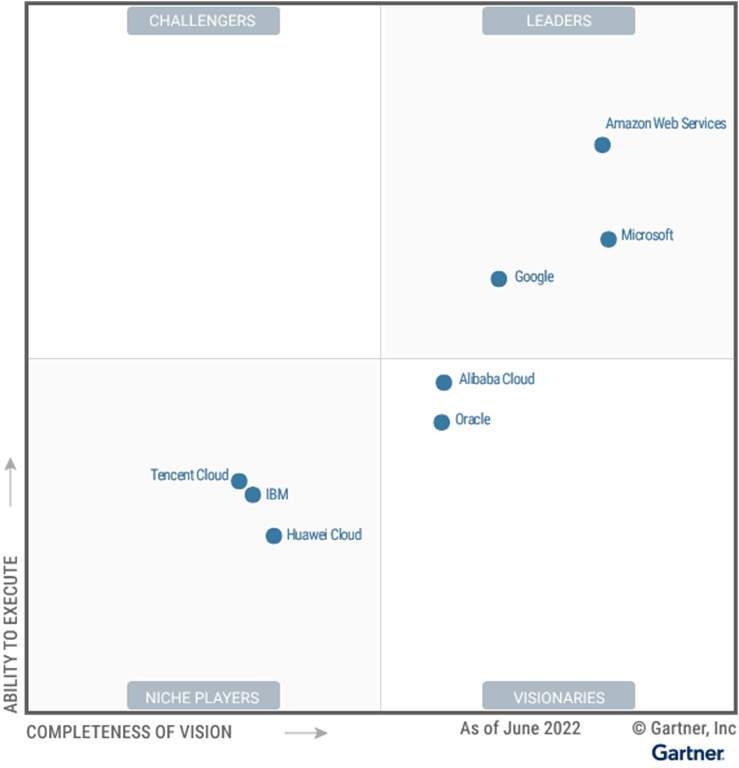 CHALLENGERS
LEADERS
Amazon Web Services
Microsoft
Google
Alibaba Cloud
Oracle
Tencent Cloud
IBM
Huawei Cloud
ABILITY TO EXECUTE
NICHE PLAYERS
VISIONARIES
COMPLETENESS OF VISION
As of June 2022
© Gartner, Inc
Gartner